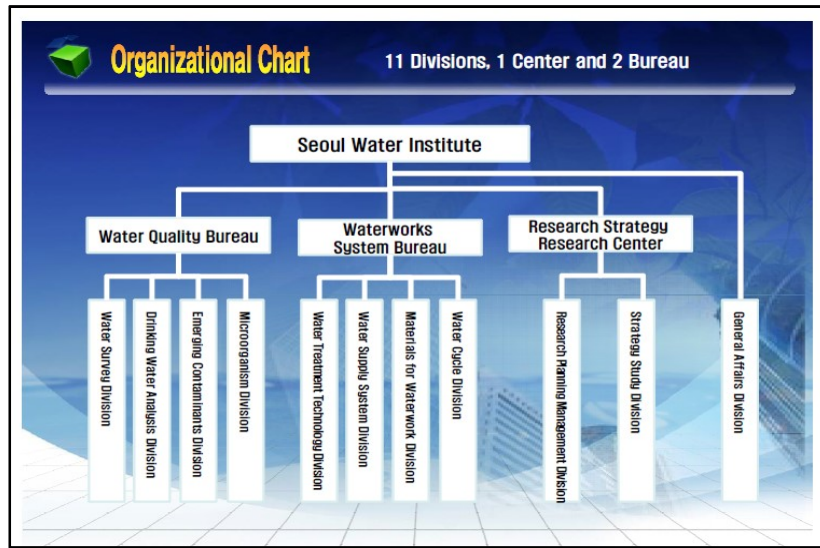 Organizational Chart
11 Divisions, 1 Center and 2 Bureau
Seoul Water Institute
Water Quality Bureau
Waterworks
System Bureau
Research Strategy
Research Center
Water Survey Division
Drinking Water Analysis Division
Emerging Contaminants Division
Microorganism Division
Water Treatment Technology Division
Water Supply System Division
Materials for Waterwork Division
Water Cycle Division
Research Planning Management Division
Strategy Study Division
General Affairs Division